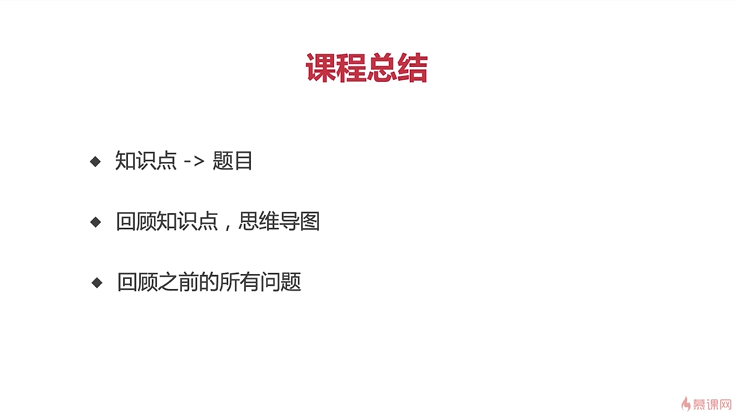 课程总结
◆ 知识点 -> 题目
◆ 回顾知识点，思维导图
◆ 回顾之前的所有问题
慕课网